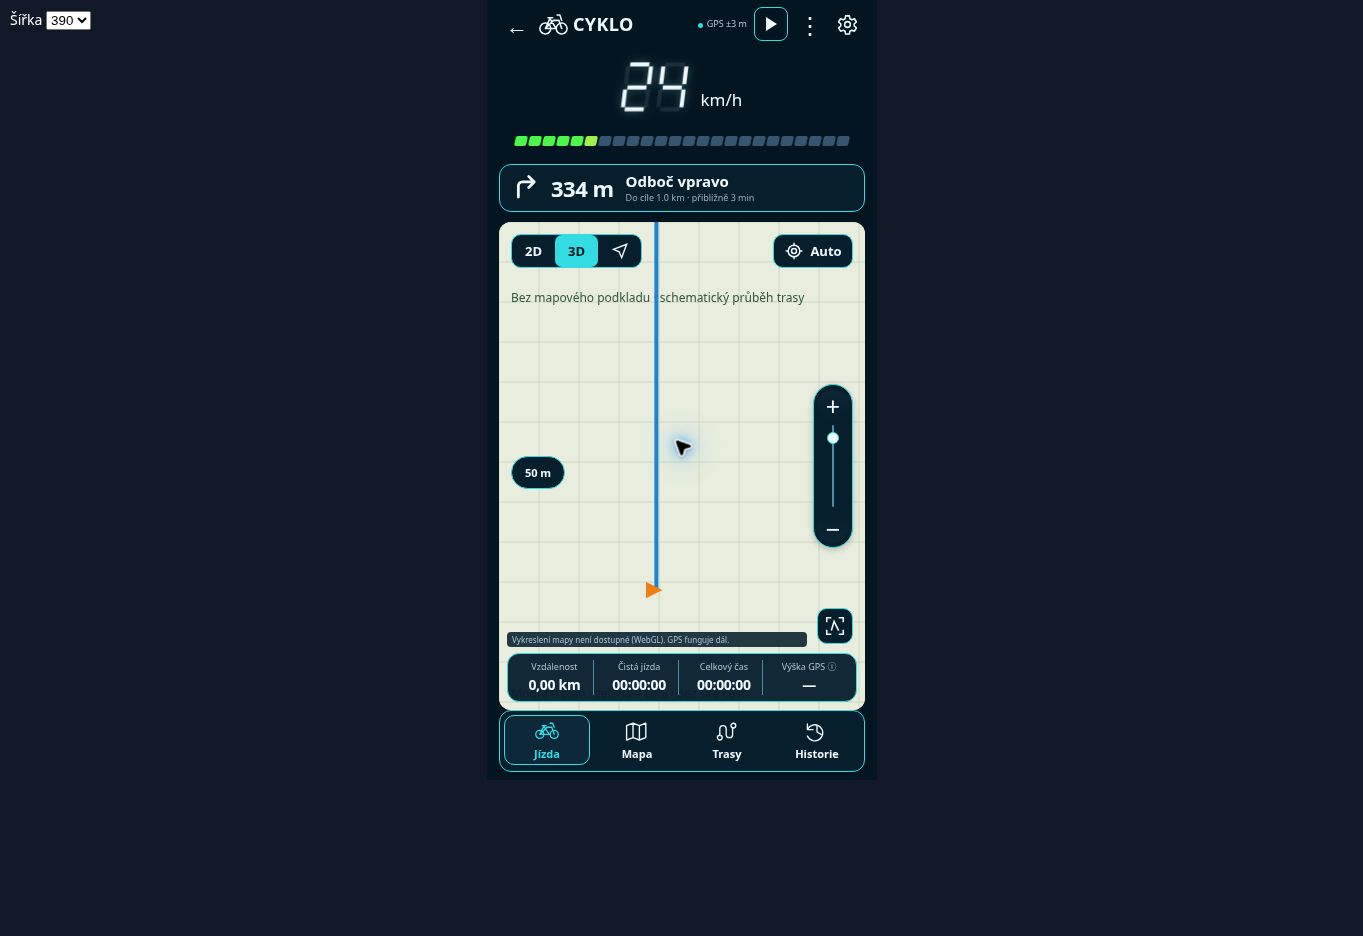 Šířka 390
← CYKLO GPS ±3 m
24 km/h
334 m Odboč vpravo
Do cíle 1.0 km · přibližně 3 min
2D 3D Auto
Bez mapového podkladu schematický průběh trasy
+
50 m
−
Vykreslení mapy není dostupné (WebGL). GPS funguje dál.
Vzdálenost Čistá jízda Celkový čas Výška GPS ⓘ
0,00 km 00:00:00 00:00:00 —
Jízda Mapa Trasy Historie